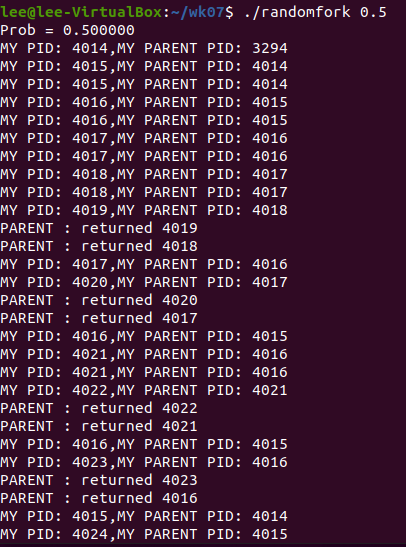 lee@lee-VirtualBox:~/wk07$ ./randomfork 0.5
Prob = 0.500000
MY PID: 4014,MY PARENT PID: 3294
MY PID: 4015,MY PARENT PID: 4014
MY PID: 4015,MY PARENT PID: 4014
MY PID: 4016,MY PARENT PID: 4015
MY PID: 4016,MY PARENT PID: 4015
MY PID: 4017,MY PARENT PID: 4016
MY PID: 4017,MY PARENT PID: 4016
MY PID: 4018,MY PARENT PID: 4017
MY PID: 4018,MY PARENT PID: 4017
MY PID: 4019,MY PARENT PID: 4018
PARENT : returned 4019
PARENT : returned 4018
MY PID: 4017,MY PARENT PID: 4016
MY PID: 4020,MY PARENT PID: 4017
PARENT : returned 4020
PARENT : returned 4017
MY PID: 4016,MY PARENT PID: 4015
MY PID: 4021,MY PARENT PID: 4016
MY PID: 4021,MY PARENT PID: 4016
MY PID: 4022,MY PARENT PID: 4021
PARENT : returned 4022
PARENT : returned 4021
MY PID: 4016,MY PARENT PID: 4015
MY PID: 4023,MY PARENT PID: 4016
PARENT : returned 4023
PARENT : returned 4016
MY PID: 4015,MY PARENT PID: 4014
MY PID: 4024,MY PARENT PID: 4015